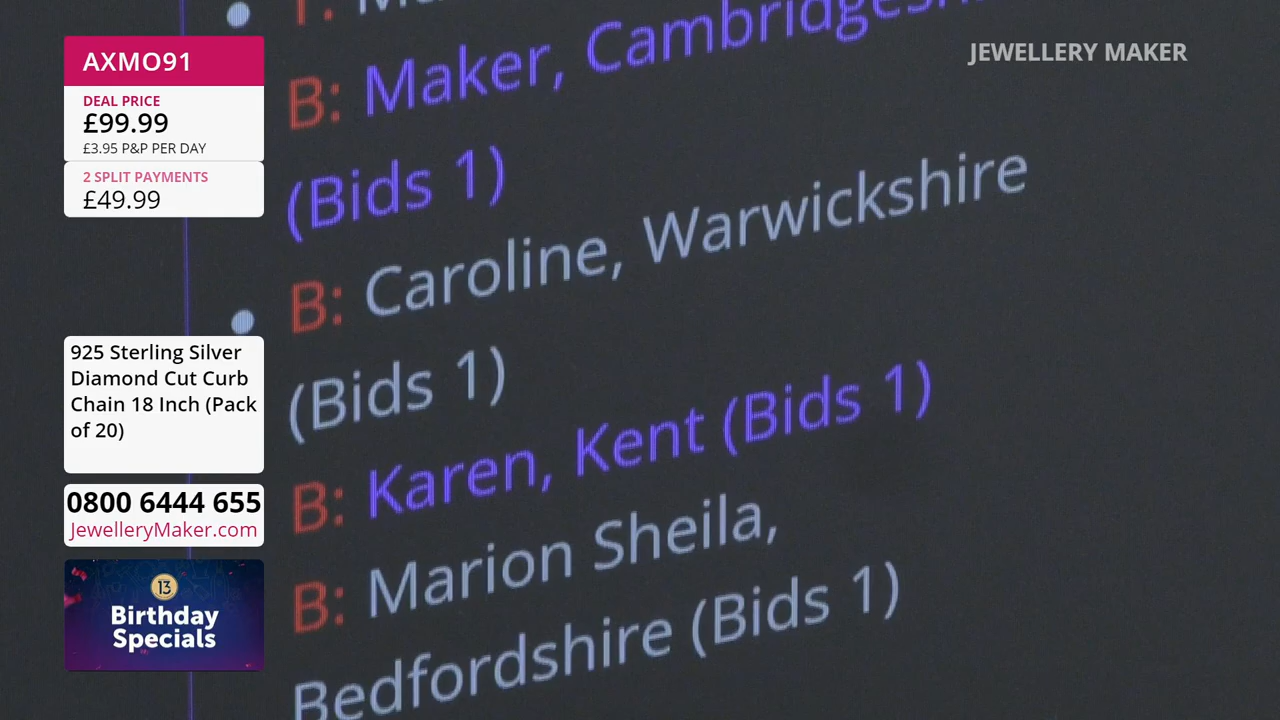 AXMO91
DEAL PRICE
£99.99
£3.95 P&P PER DAY
2 SPLIT PAYMENTS
£49.99
925 Sterling Silver
Diamond Cut Curb
Chain 18 Inch (Pack
of 20)
0800 6444 655
JewelleryMaker.com
13
Birthday
Specials
JEWELLERY MAKER
B: Maker,
(Bids 1)
B: Caroline, Warwickshire
(Bids 1)
B: Karen, Kent (Bids 1)
B: Marion Sheila,
Bedfordshire (Bids 1)